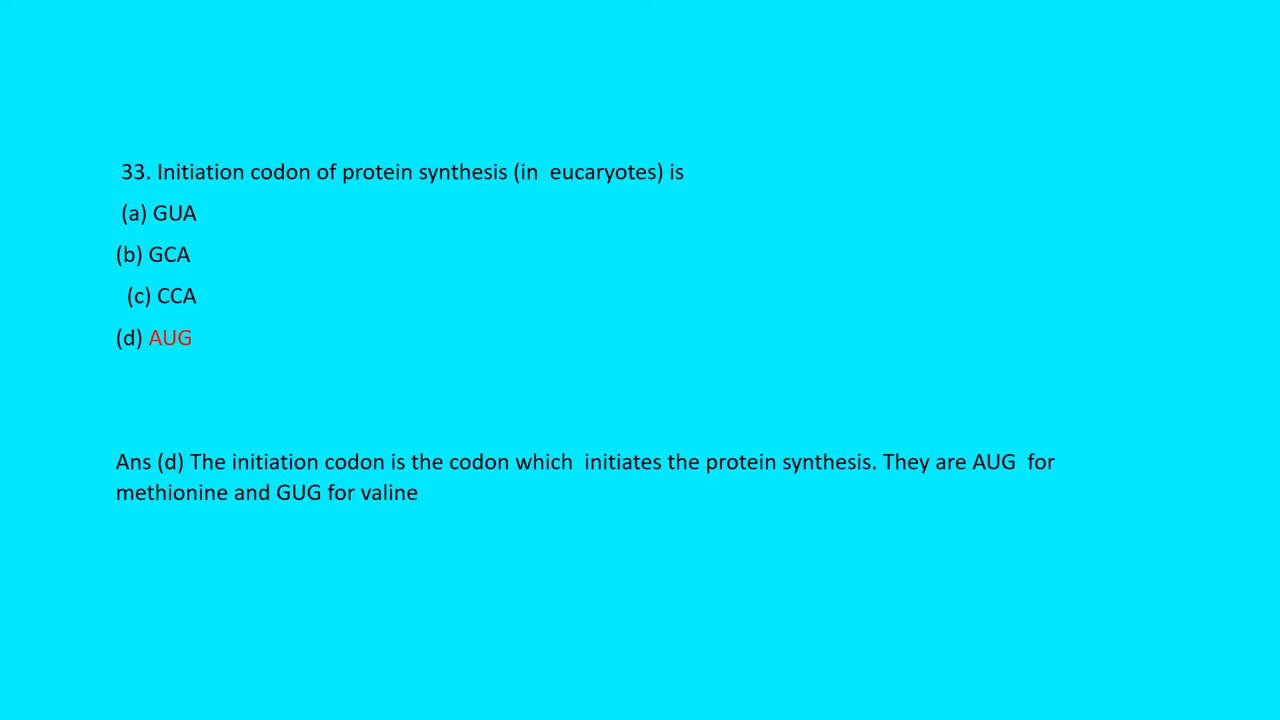 33. Initiation codon of protein synthesis (in  eucaryotes) is
(a) GUA
(b) GCA
(c) CCA
(d) AUG
Ans (d) The initiation codon is the codon which  initiates the protein synthesis. They are AUG  for
methionine and GUG for valine